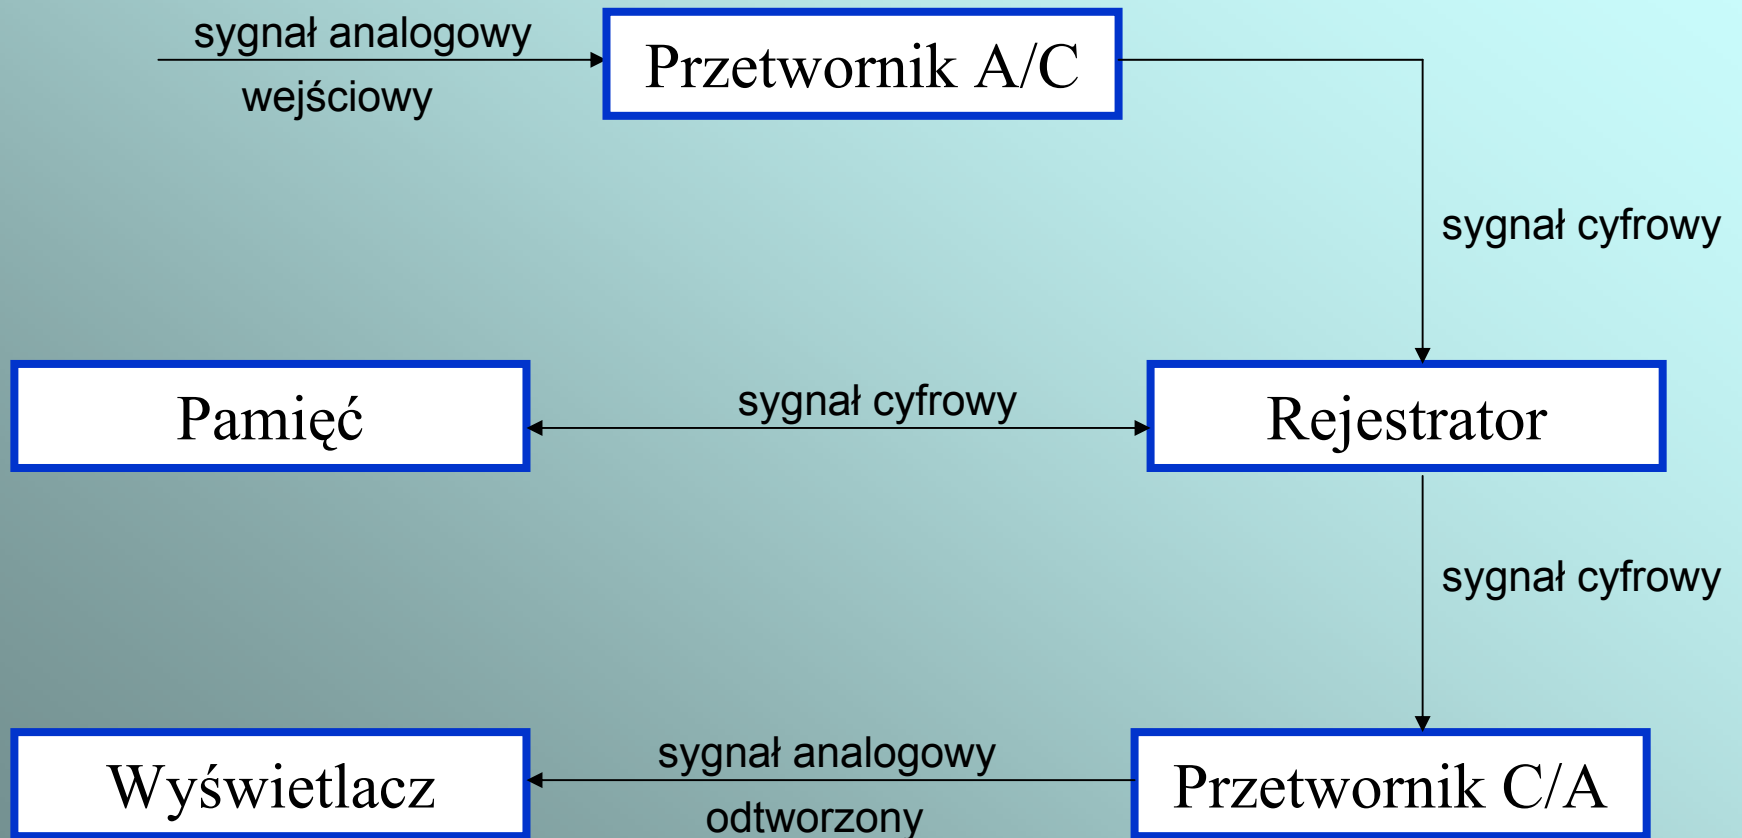 sygnał analogowy
wejściowy
Przetwornik A/C
sygnał cyfrowy
Pamięć
sygnał cyfrowy
Rejestrator
sygnał cyfrowy
Wyświetlacz
sygnał analogowy
odtworzony
Przetwornik C/A